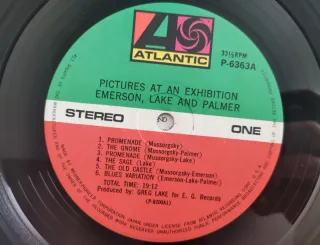 ATLANTIC
33⅓RPM
P-6363A
PICTURES AT AN EXHIBITION
EMERSON, LAKE AND PALMER
STEREO
ONE
1. PROMENADE (Mussorgsky)
2. THE GNOME (Mussorgsky-Palmer)
3. PROMENADE (Mussorgsky-Lake)
4. THE SAGE (Lake)
5. THE OLD CASTLE (Mussorgsky-Emerson)
6. BLUES VARIATION (Emerson-Lake-Palmer)
TOTAL TIME: 19:12
Produced by: GREG LAKE for E. G. Records